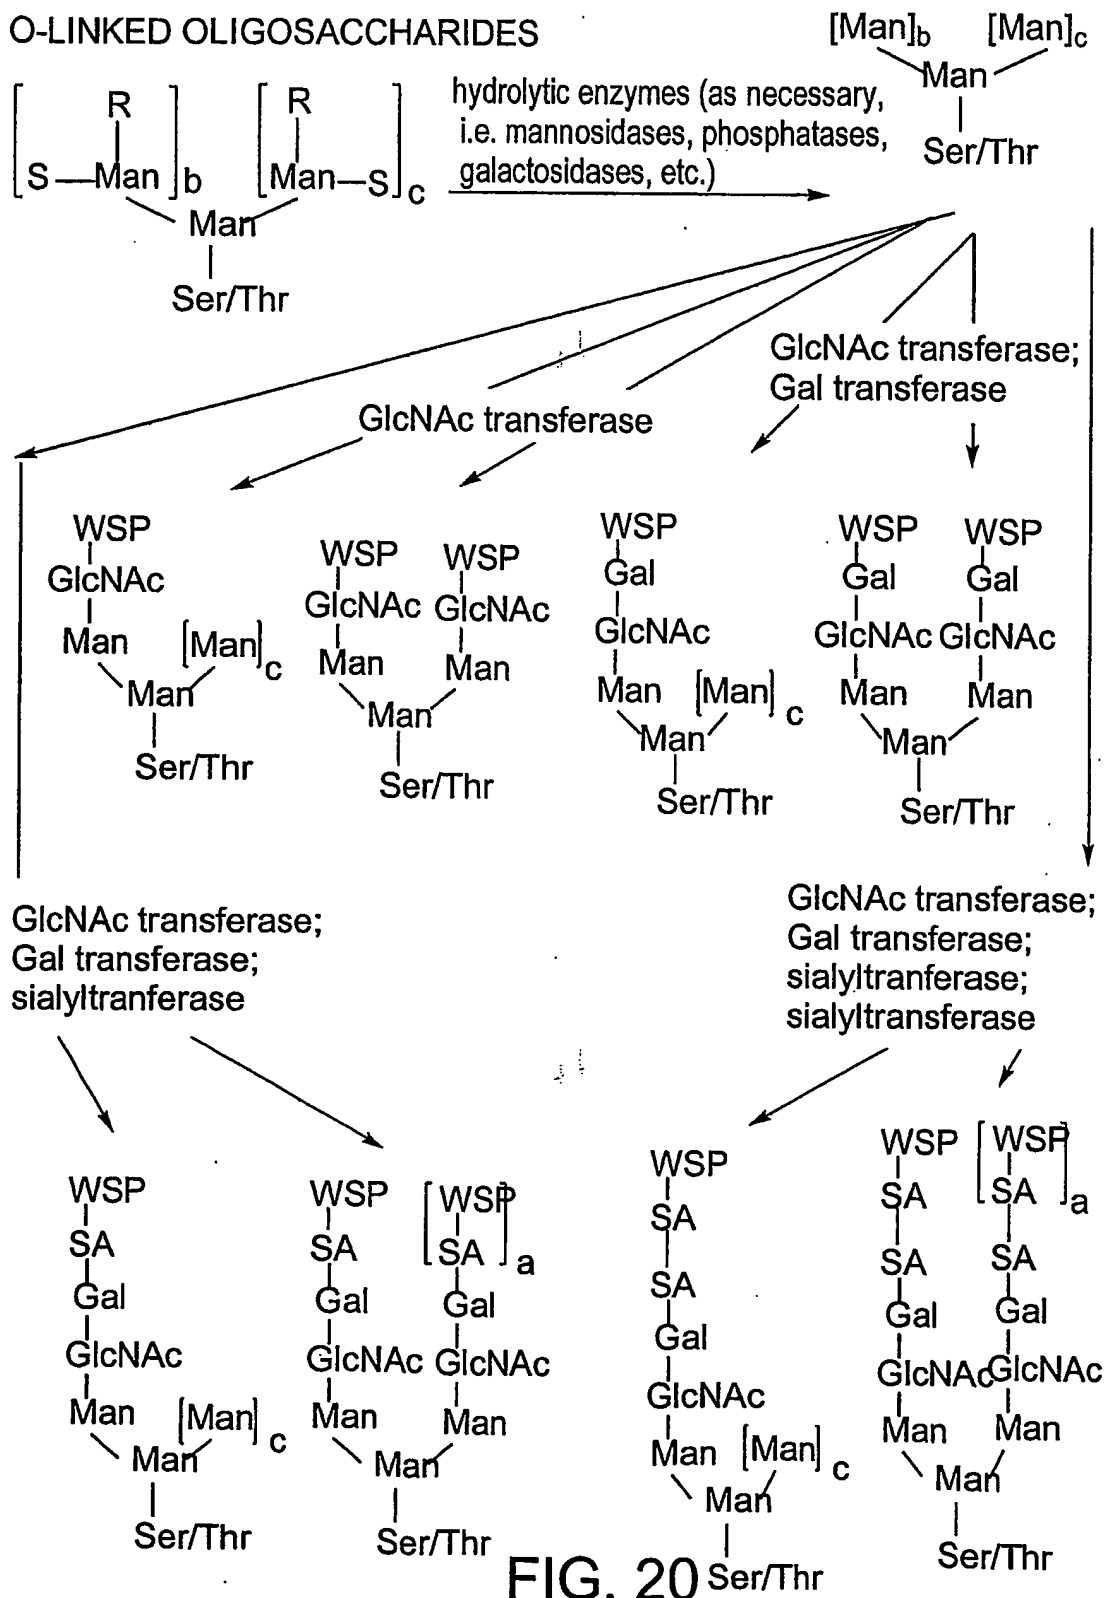 O-LINKED OLIGOSACCHARIDES
[Man]b [Man]c
Man
Ser/Thr
R R
[S—Man]b [Man—S]c
Man
Ser/Thr
hydrolytic enzymes (as necessary,
i.e. mannosidases, phosphatases,
galactosidases, etc.)
GlcNAc transferase;
Gal transferase
GlcNAc transferase
WSP
GlcNAc
Man [Man]c
Man
Ser/Thr
WSP WSP
GlcNAc GlcNAc
Man Man
Man
Ser/Thr
WSP
Gal
GlcNAc
Man [Man]c
Man
Ser/Thr
WSP WSP
Gal Gal
GlcNAc GlcNAc
Man Man
Man
Ser/Thr
GlcNAc transferase;
Gal transferase;
sialyltranferase
GlcNAc transferase;
Gal transferase;
sialyltranferase;
sialyltransferase
WSP
SA
Gal
GlcNAc
Man [Man]c
Man
Ser/Thr
WSP [WSP
SA SA]a
Gal Gal
GlcNAc GlcNAc
Man Man
Man
Ser/Thr
WSP
SA
SA
Gal
GlcNAc
Man [Man]c
Man
Ser/Thr
WSP [WSP
SA SA]a
SA SA
Gal Gal
GlcNAc GlcNAc
Man Man
Man
Ser/Thr
FIG. 20